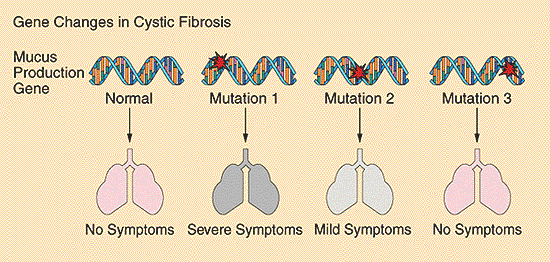 Gene Changes in Cystic Fibrosis
Mucus
Production
Gene
Normal
Mutation 1
Mutation 2
Mutation 3
No Symptoms
Severe Symptoms
Mild Symptoms
No Symptoms